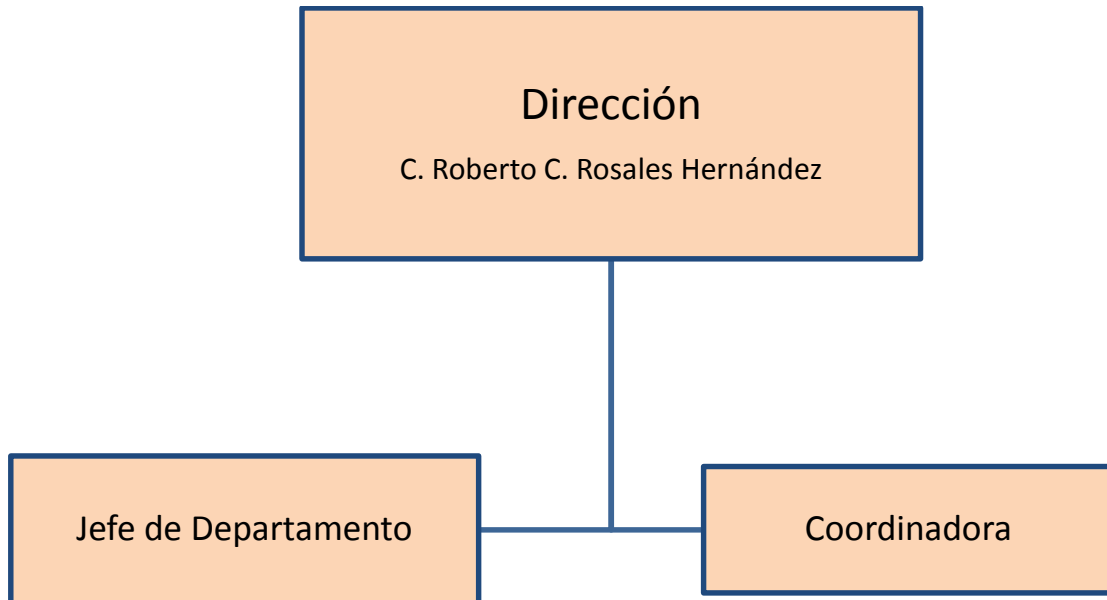 Dirección
C. Roberto C. Rosales Hernández
Jefe de Departamento
Coordinadora